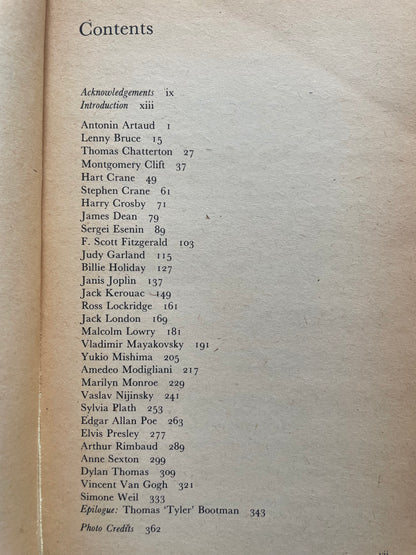 Contents
Acknowledgements ix
Introduction xiii
Antonin Artaud 1
Lenny Bruce 15
Thomas Chatterton 27
Montgomery Clift 37
Hart Crane 49
Stephen Crane 61
Harry Crosby 71
James Dean 79
Sergei Esenin 89
F. Scott Fitzgerald 103
Judy Garland 115
Billie Holiday 127
Janis Joplin 137
Jack Kerouac 149
Ross Lockridge 161
Jack London 169
Malcolm Lowry 181
Vladimir Mayakovsky 191
Yukio Mishima 205
Amedeo Modigliani 217
Marilyn Monroe 229
Vaslav Nijinsky 241
Sylvia Plath 253
Edgar Allan Poe 263
Elvis Presley 277
Arthur Rimbaud 289
Anne Sexton 299
Dylan Thomas 309
Vincent Van Gogh 321
Simone Weil 333
Epilogue: Thomas ‘Tyler’ Bootman 343
Photo Credits 362